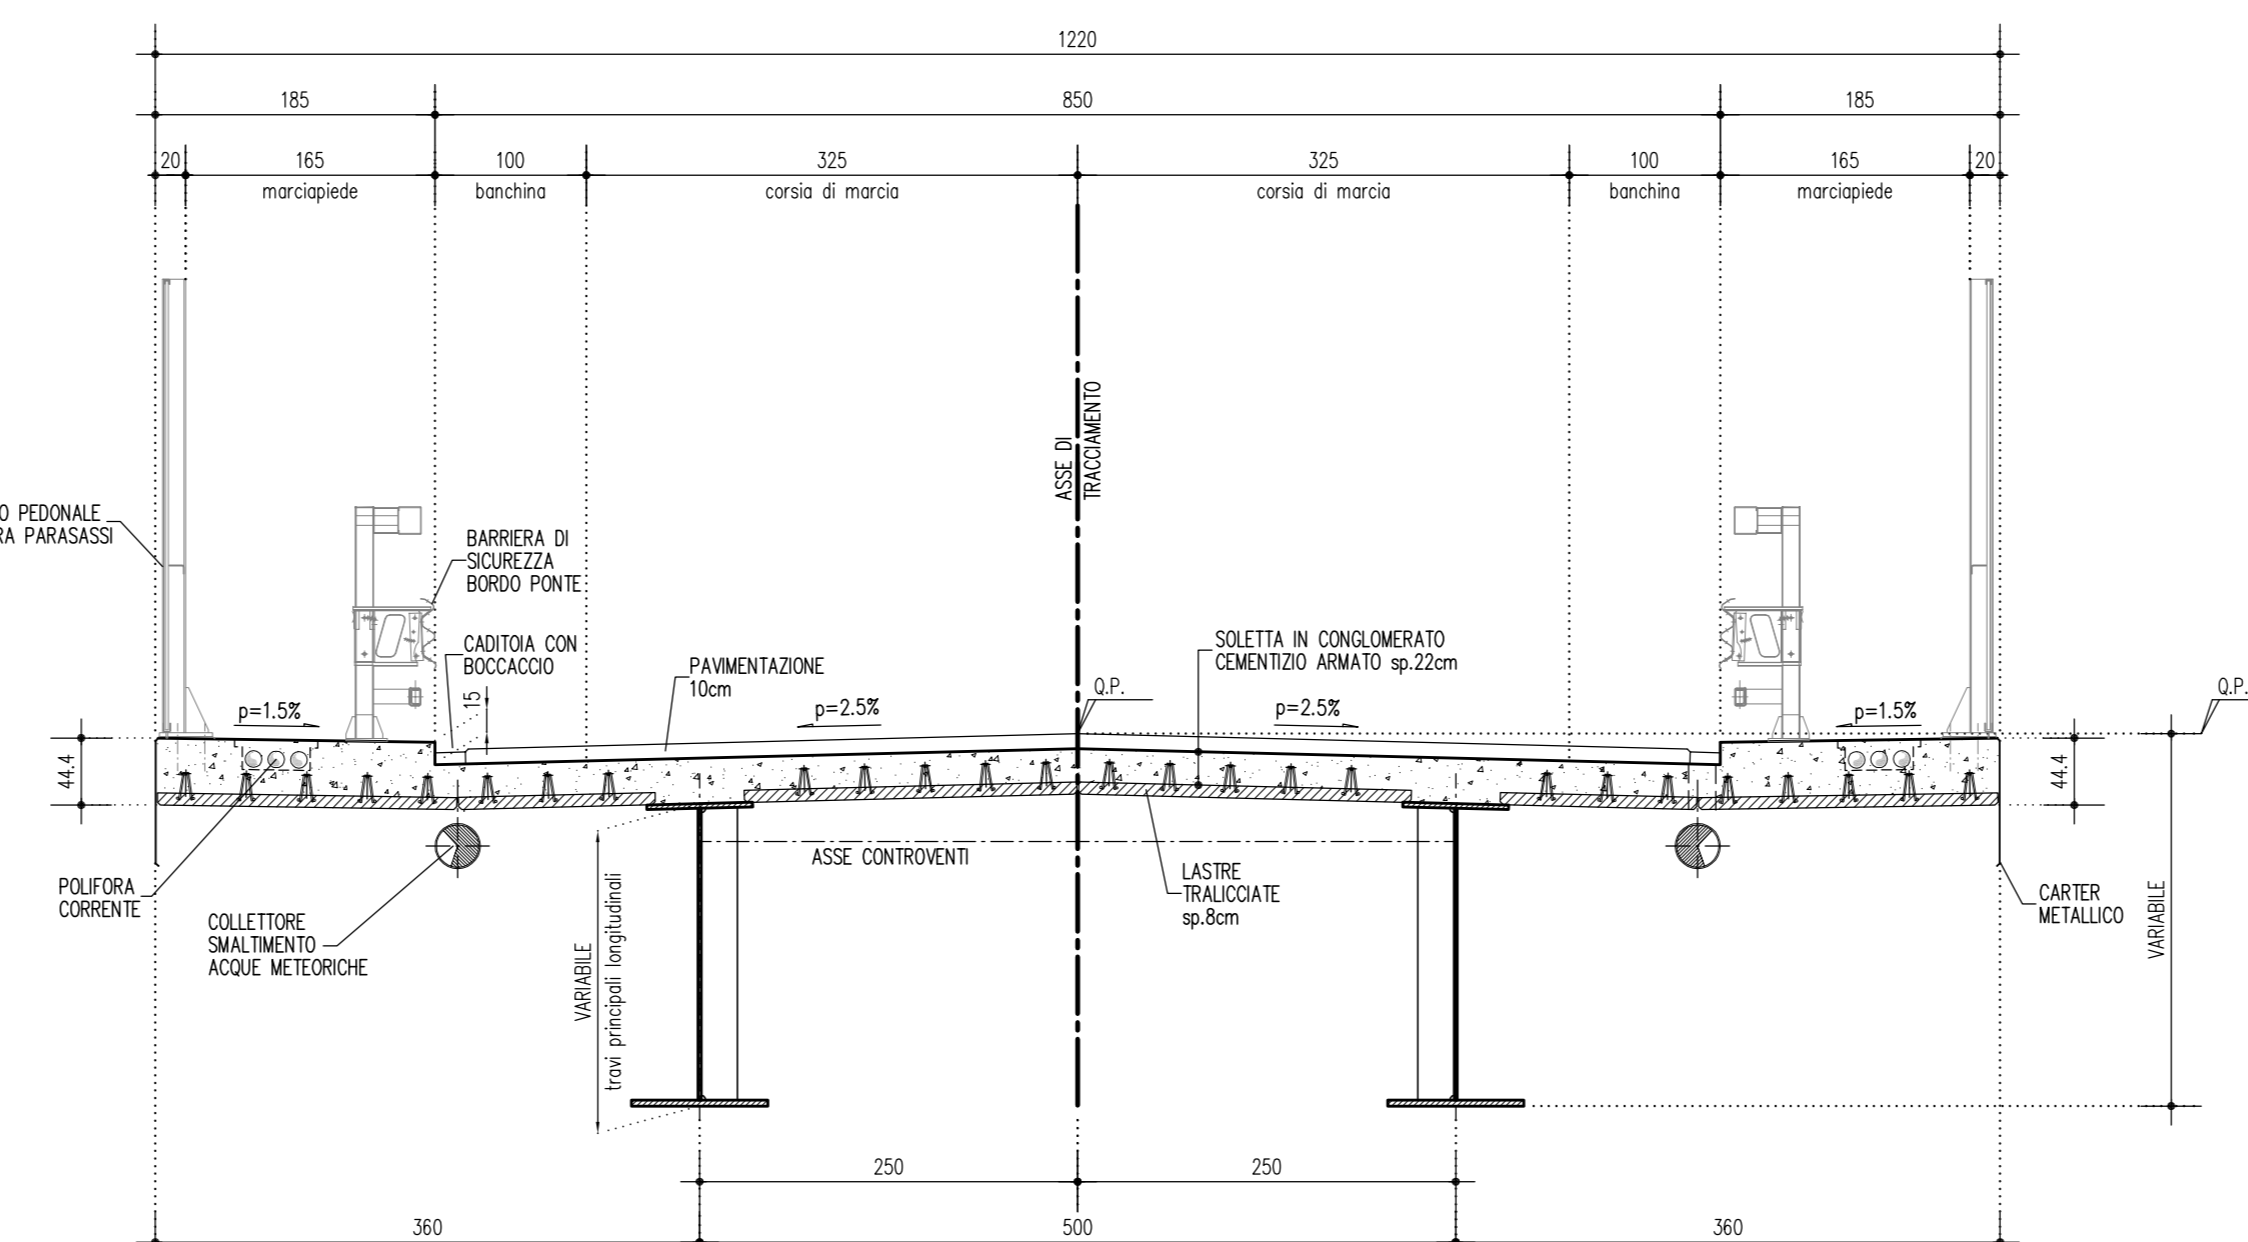 1220
185
850
185
20
165
100
325
325
100
165
20
marciapiede
banchina
corsia di marcia
corsia di marcia
banchina
marciapiede
ASSE DI
TRACCIAMENTO
O PEDONALE
RA PARASASSI
BARRIERA DI
SICUREZZA
BORDO PONTE
CADITOIA CON
BOCCACCIO
15
PAVIMENTAZIONE
10cm
SOLETTA IN CONGLOMERATO
CEMENTIZIO ARMATO sp.22cm
Q.P.
Q.P.
p=1.5%
p=2.5%
p=2.5%
p=1.5%
44.4
44.4
ASSE CONTROVENTI
LASTRE
TRALICCIATE
sp.8cm
POLIFORA
CORRENTE
COLLETTORE
SMALTIMENTO
ACQUE METEORICHE
VARIABILE
travi principali longitudinali
CARTER
METALLICO
VARIABILE
250
250
360
500
360